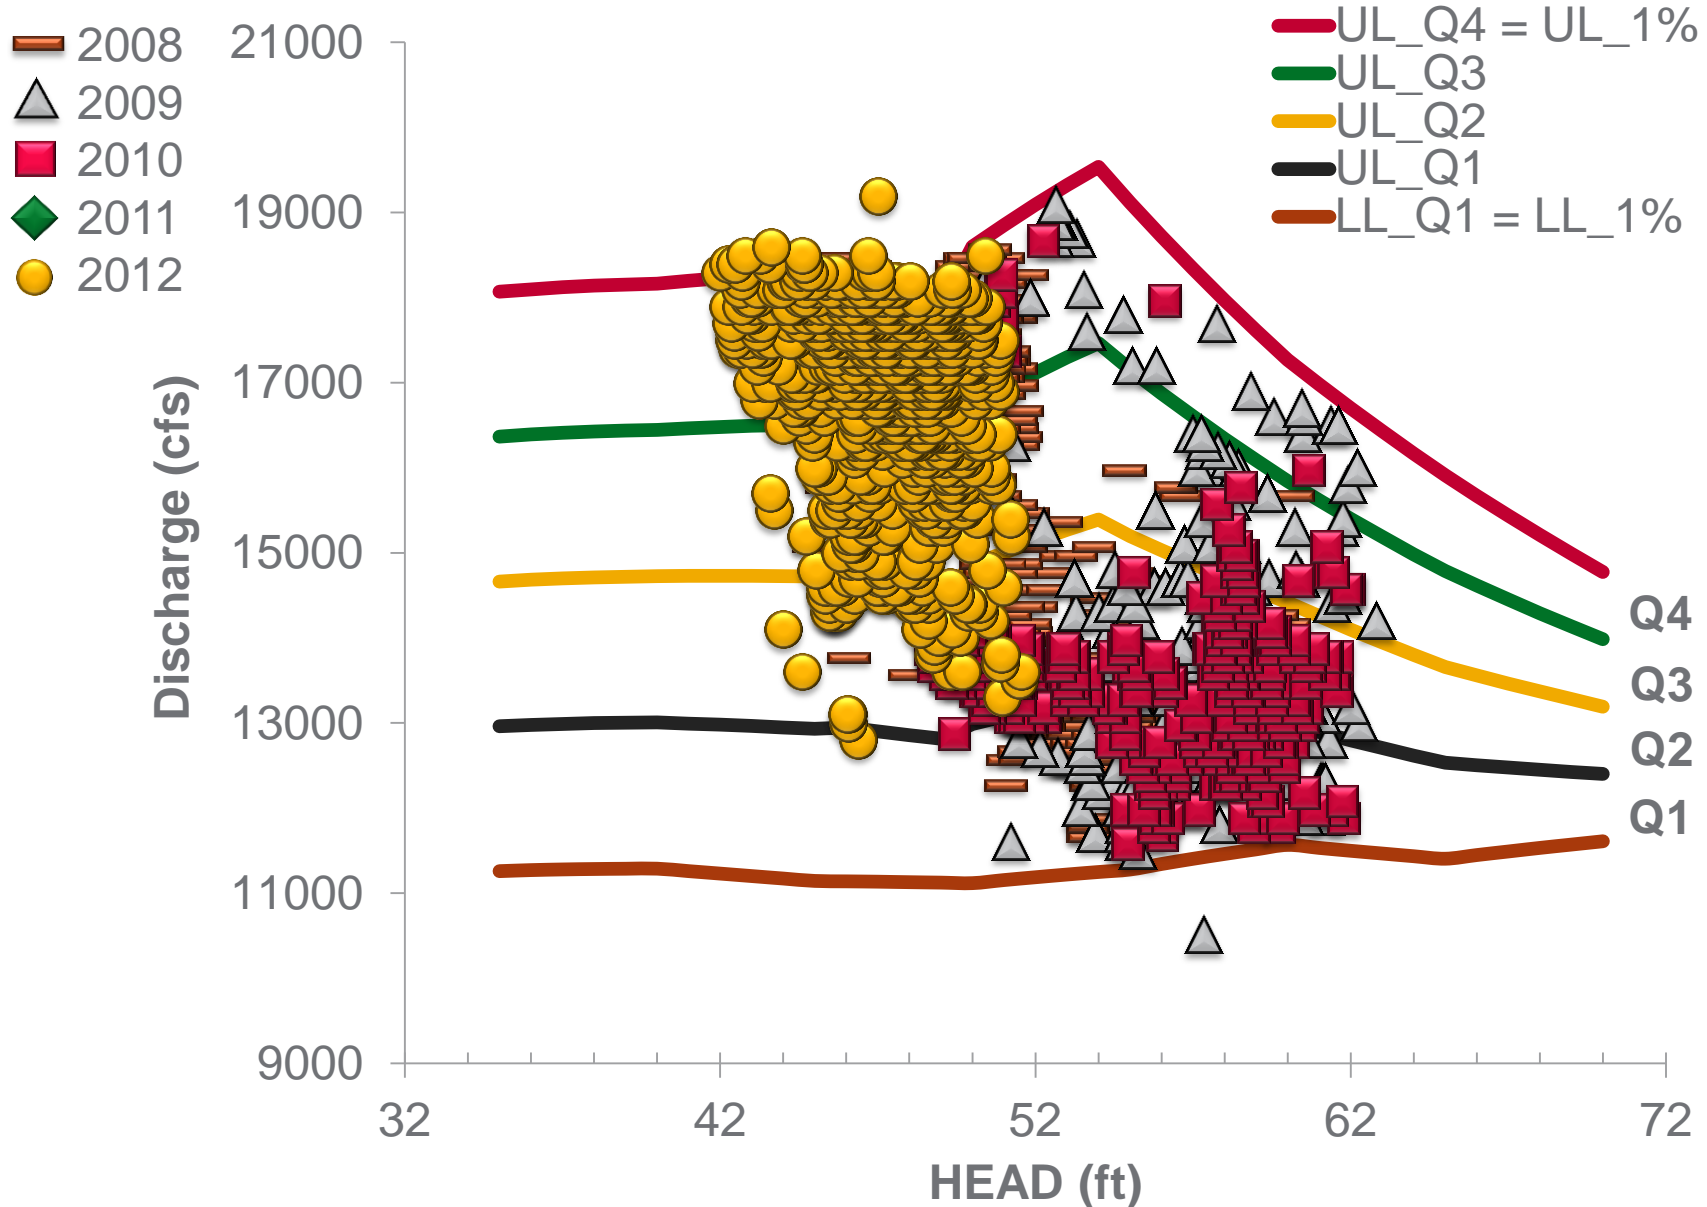 2008
2009
2010
2011
2012
UL_Q4 = UL_1%
UL_Q3
UL_Q2
UL_Q1
LL_Q1 = LL_1%
Discharge (cfs)
21000
19000
17000
15000
13000
11000
9000
Q4
Q3
Q2
Q1
32 42 52 62 72
HEAD (ft)